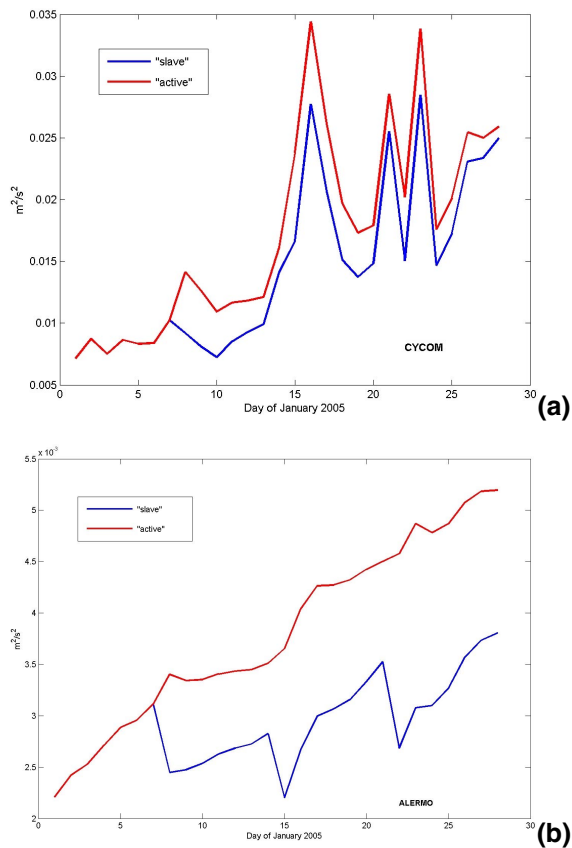 0.035
0.03
0.025
0.02
0.015
0.01
0.005
m²/s²
"slave"
"active"
CYCOM
0 5 10 15 20 25 30
Day of January 2005
(a)
x 10⁻³
5.5
5
4.5
4
3.5
3
2.5
2
m²/s²
"slave"
"active"
ALERMO
0 5 10 15 20 25 30
Day of January 2005
(b)